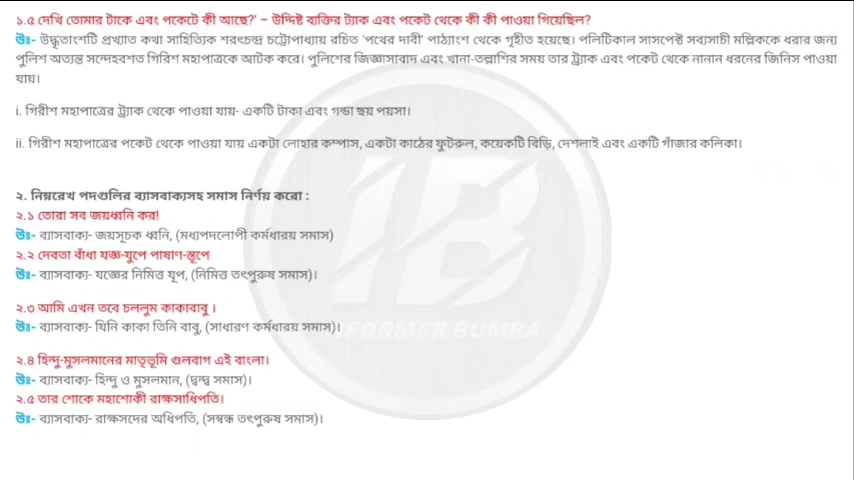 ১.৫ দেখি তোমার টাকে এবং পকেটে কী আছে?' – উদ্দিষ্ট ব্যক্তির ট্যাক এবং পকেট থেকে কী কী পাওয়া গিয়েছিল?
উঃ- উদ্ধৃতাংশটি প্রখ্যাত কথা সাহিত্যিক শরৎচন্দ্র চট্টোপাধ্যায় রচিত 'পথের দাবী' পাঠ্যাংশ থেকে গৃহীত হয়েছে। পলিটিকাল সাসপেক্ট সব্যসাচী মল্লিককে ধরার জন্য
পুলিশ অত্যন্ত সন্দেহবশত গিরিশ মহাপাত্রকে আটক করে। পুলিশের জিজ্ঞাসাবাদ এবং খানা-তল্লাশির সময় তার ট্র্যাক এবং পকেট থেকে নানান ধরনের জিনিস পাওয়া
যায়।
i. গিরীশ মহাপাত্রের ট্র্যাক থেকে পাওয়া যায়- একটি টাকা এবং গন্ডা ছয় পয়সা।
ii. গিরীশ মহাপাত্রের পকেট থেকে পাওয়া যায় একটা লোহার কম্পাস, একটা কাঠের ফুটরুল, কয়েকটি বিড়ি, দেশলাই এবং একটি গাঁজার কলিকা।
২. নিম্নরেখ পদগুলির ব্যাসবাক্যসহ সমাস নির্ণয় করো :
২.১ তোরা সব জয়ধ্বনি কর!
উঃ- ব্যাসবাক্য- জয়সূচক ধ্বনি, (মধ্যপদলোপী কর্মধারয় সমাস)
২.২ দেবতা বাঁধা যজ্ঞ-যুপে পাষাণ-স্তূপে
উঃ- ব্যাসবাক্য- যজ্ঞের নিমিত্ত যূপ, (নিমিত্ত তৎপুরুষ সমাস)।
২.৩ আমি এখন তবে চললুম কাকাবাবু ।
উঃ- ব্যাসবাক্য- যিনি কাকা তিনি বাবু, (সাধারণ কর্মধারয় সমাস)।
২.৪ হিন্দু-মুসলমানের মাতৃভূমি গুলবাগ এই বাংলা।
উঃ- ব্যাসবাক্য- হিন্দু ও মুসলমান, (দ্বন্দ্ব সমাস)।
২.৫ তার শোকে মহাশোকী রাক্ষসাধিপতি।
উঃ- ব্যাসবাক্য- রাক্ষসদের অধিপতি, (সম্বন্ধ তৎপুরুষ সমাস)।
IB
INFORMER BUMBA